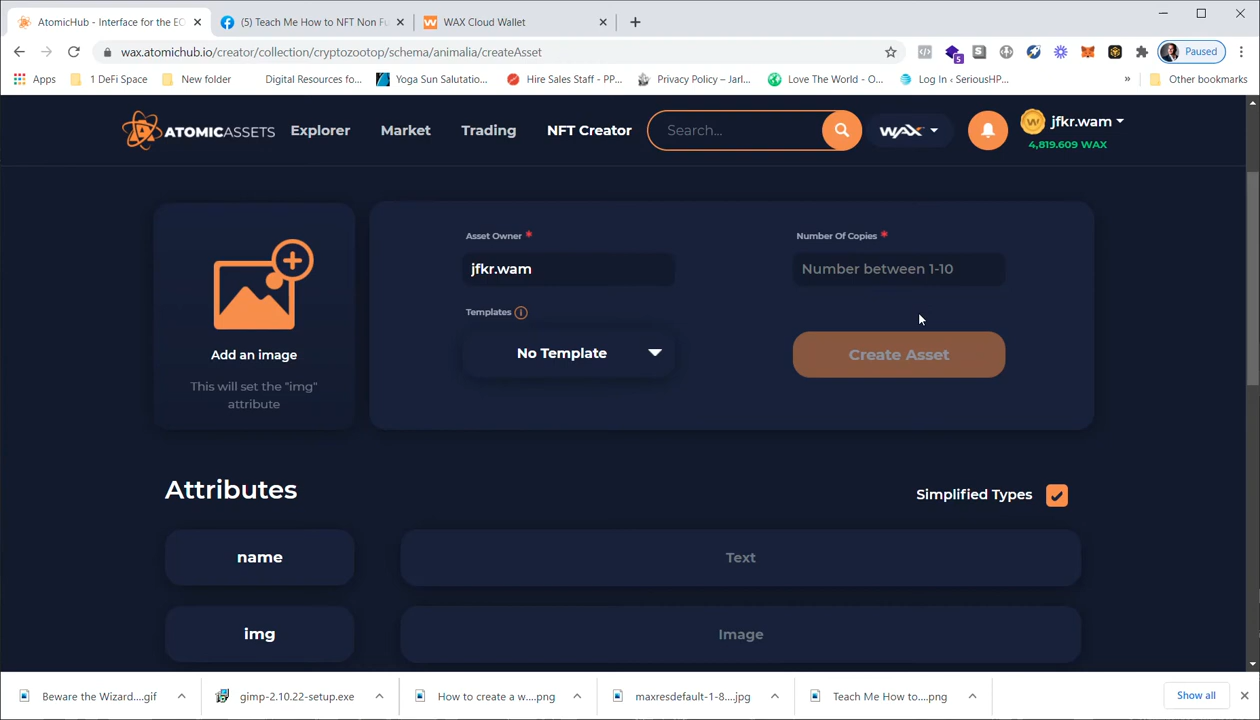 AtomicHub - Interface for the EO
(5) Teach Me How to NFT Non Fu
WAX Cloud Wallet
wax.atomichub.io/creator/collection/cryptozootop/schema/animalia/createAsset
5
Paused
Apps
1 DeFi Space
New folder
Digital Resources fo...
Yoga Sun Salutatio...
Hire Sales Staff - PP...
Privacy Policy – Jarl...
Love The World - O...
Log In ‹ SeriousHP...
»
Other bookmarks
ATOMICASSETS
Explorer
Market
Trading
NFT Creator
Search...
WAX
jfkr.wam
4,819.609 WAX
Asset Owner *
Number Of Copies *
jfkr.wam
Number between 1-10
Templates
No Template
Create Asset
Add an image
This will set the "img"
attribute
Attributes
Simplified Types
name
Text
img
Image
Beware the Wizard....gif
gimp-2.10.22-setup.exe
How to create a w....png
maxresdefault-1-8....jpg
Teach Me How to....png
Show all